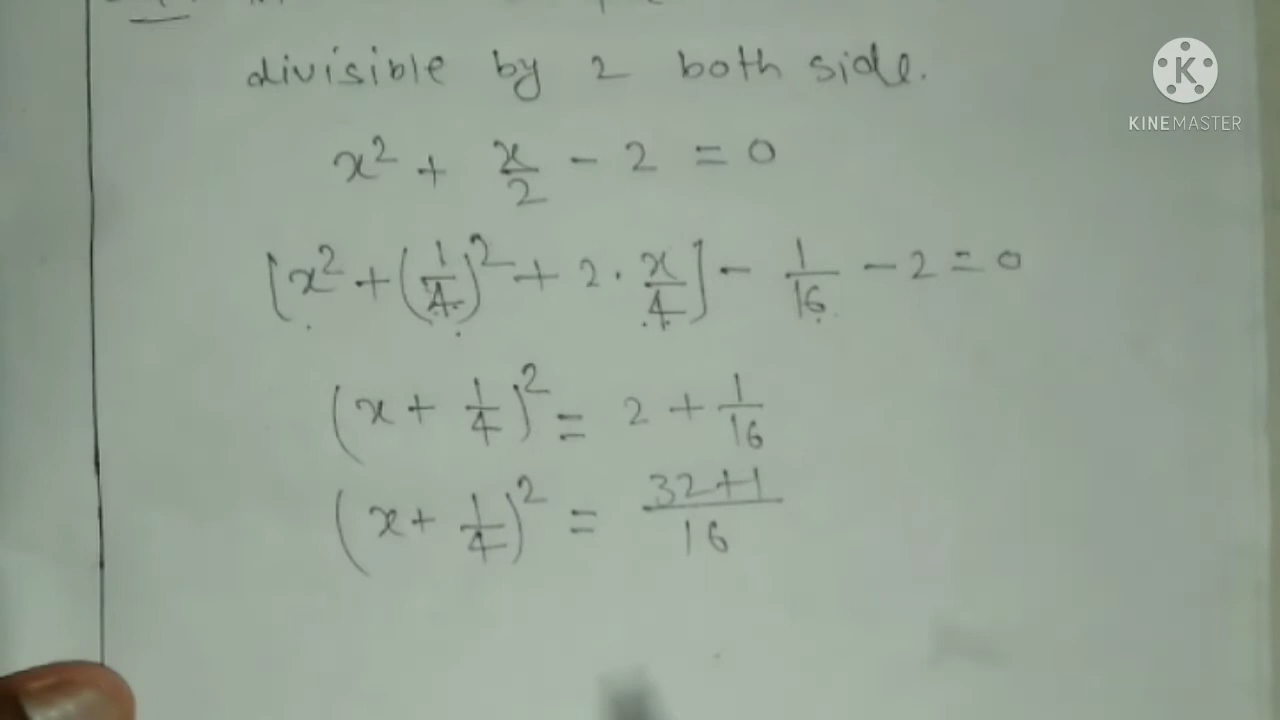 divisible by 2 both side.
K
KINEMASTER
x² + x/2 - 2 = 0
[x² + (1/4)² + 2 · x/4] - 1/16 - 2 = 0
(x + 1/4)² = 2 + 1/16
(x + 1/4)² = 32+1/16